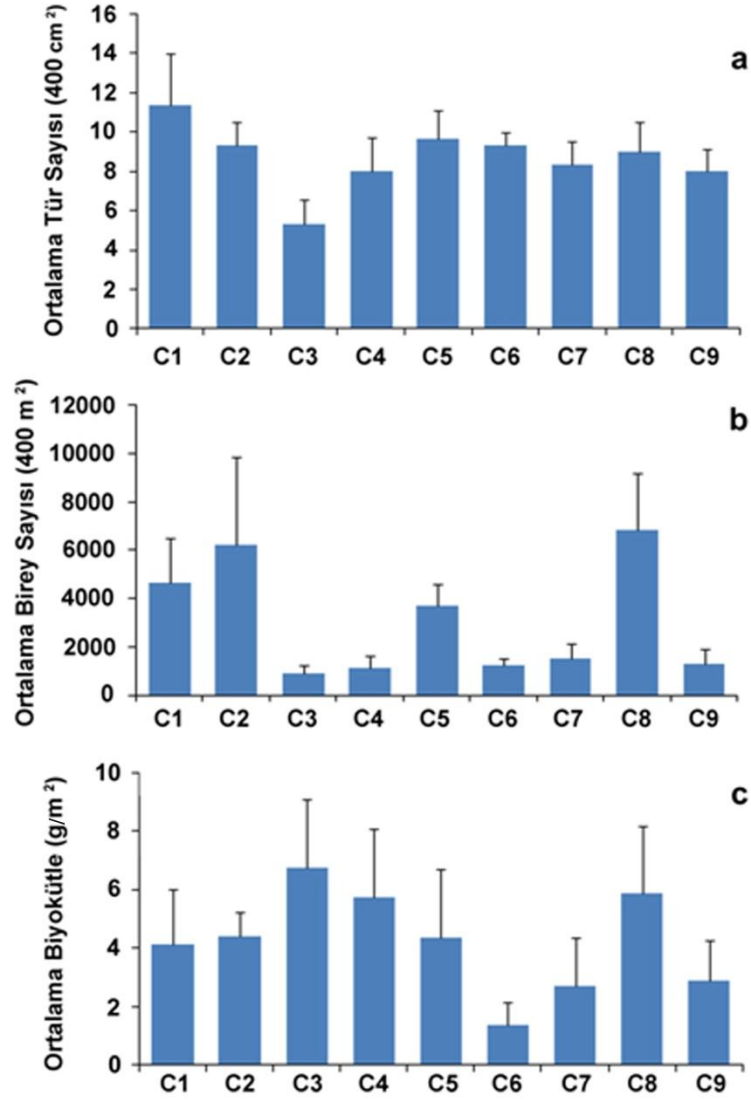 a
Ortalama Tür Sayısı (400 cm²)
16
14
12
10
8
6
4
2
0
C1 C2 C3 C4 C5 C6 C7 C8 C9
b
Ortalama Birey Sayısı (400 m²)
12000
10000
8000
6000
4000
2000
0
C1 C2 C3 C4 C5 C6 C7 C8 C9
c
Ortalama Biyokütle (g/m²)
10
8
6
4
2
0
C1 C2 C3 C4 C5 C6 C7 C8 C9